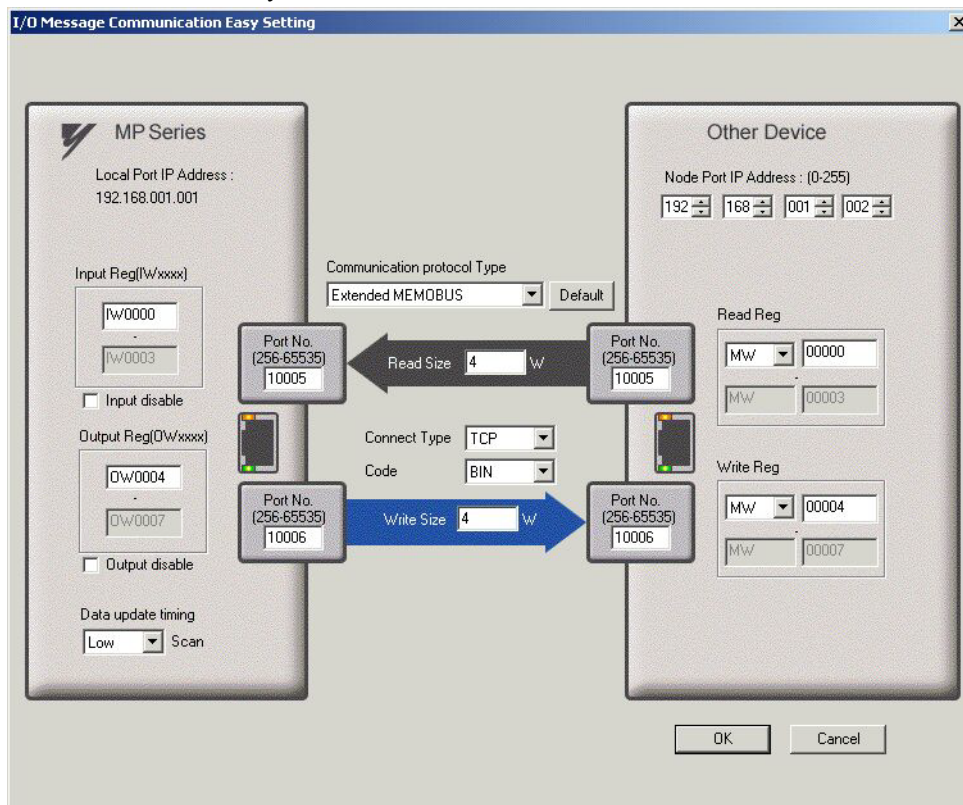 I/O Message Communication Easy Setting
MP Series
Local Port IP Address :
192.168.001.001
Input Reg(IWxxxx)
IW0000
-
IW0003
Input disable
Output Reg(OWxxxx)
OW0004
-
OW0007
Output disable
Data update timing
Low Scan
Communication protocol Type
Extended MEMOBUS Default
Port No.
(256-65535)
10005
Read Size 4 W
Port No.
(256-65535)
10005
Connect Type TCP
Code BIN
Port No.
(256-65535)
10006
Write Size 4 W
Port No.
(256-65535)
10006
Other Device
Node Port IP Address : (0-255)
192 168 001 002
Read Reg
MW 00000
-
MW 00003
Write Reg
MW 00004
-
MW 00007
OK Cancel